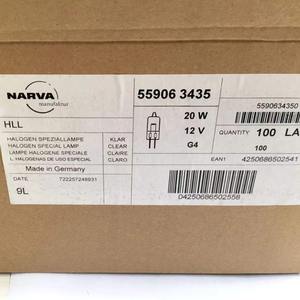 NARVA
manufaktur
HLL
55906 3435
20 W
12 V
G4
5590634350
QUANTITY 100 LA
100
HALOGEN SPEZIALLAMPE KLAR
HALOGEN SPECIAL LAMP CLEAR
LAMPE HALOGENE SPECIALE CLAIRE
L. HALOGENAS DE USO ESPECIAL CLARO
EAN1 4250686502541
Made in Germany
DATE 722257248931
9L
04250686502558